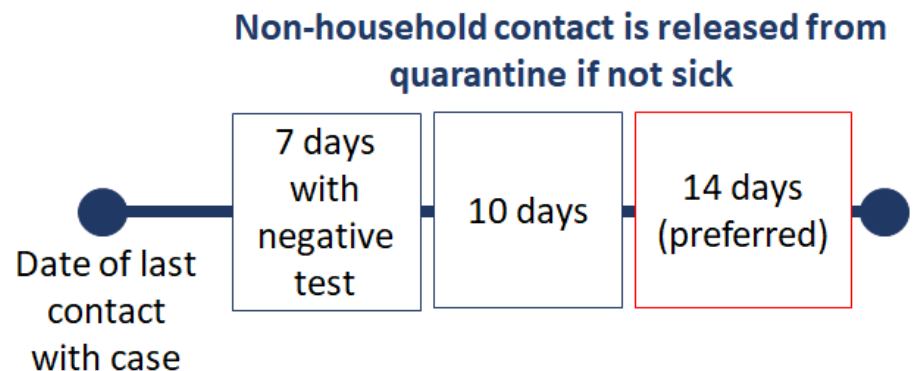 Non-household contact is released from
quarantine if not sick
7 days
with
negative
test
10 days
14 days
(preferred)
Date of last
contact
with case